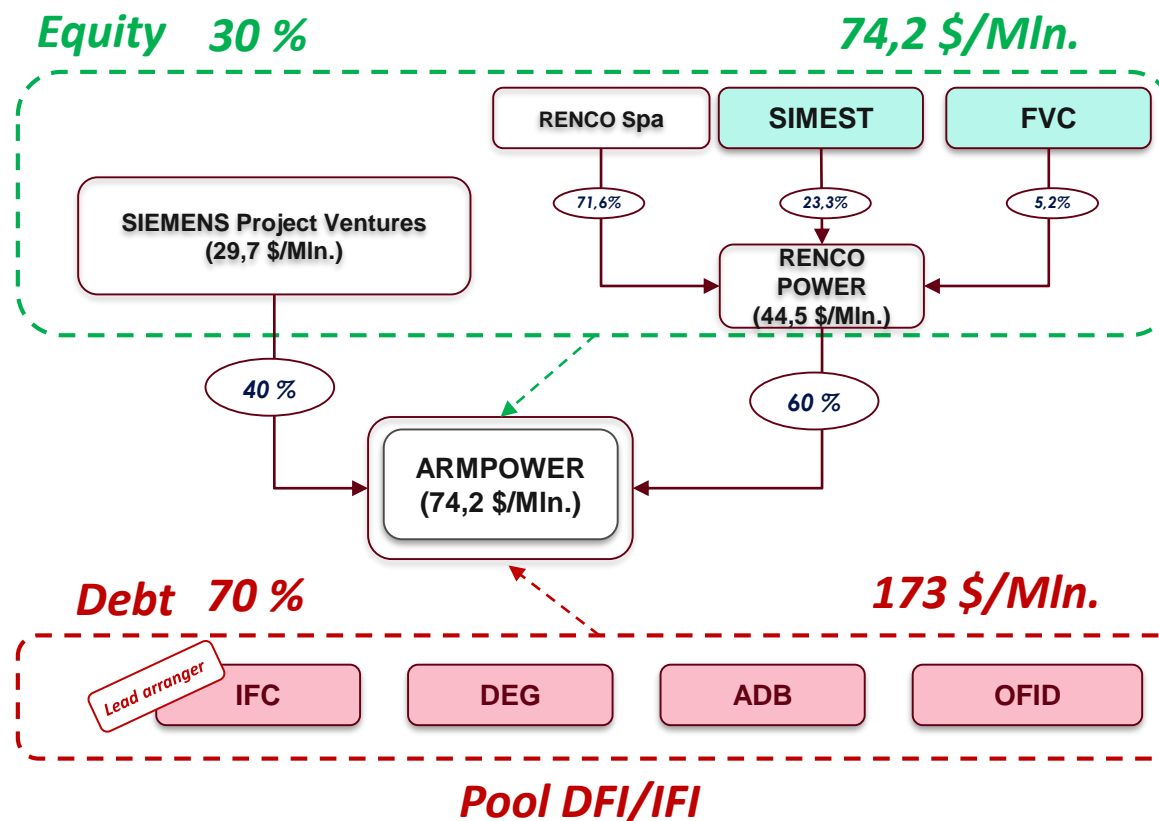 Equity 30 % 74,2 $/Mln.
RENCO Spa
SIMEST
FVC
71,6%
23,3%
5,2%
SIEMENS Project Ventures
(29,7 $/Mln.)
RENCO
POWER
(44,5 $/Mln.)
40 %
60 %
ARMPOWER
(74,2 $/Mln.)
Debt 70 % 173 $/Mln.
Lead arranger
IFC
DEG
ADB
OFID
Pool DFI/IFI